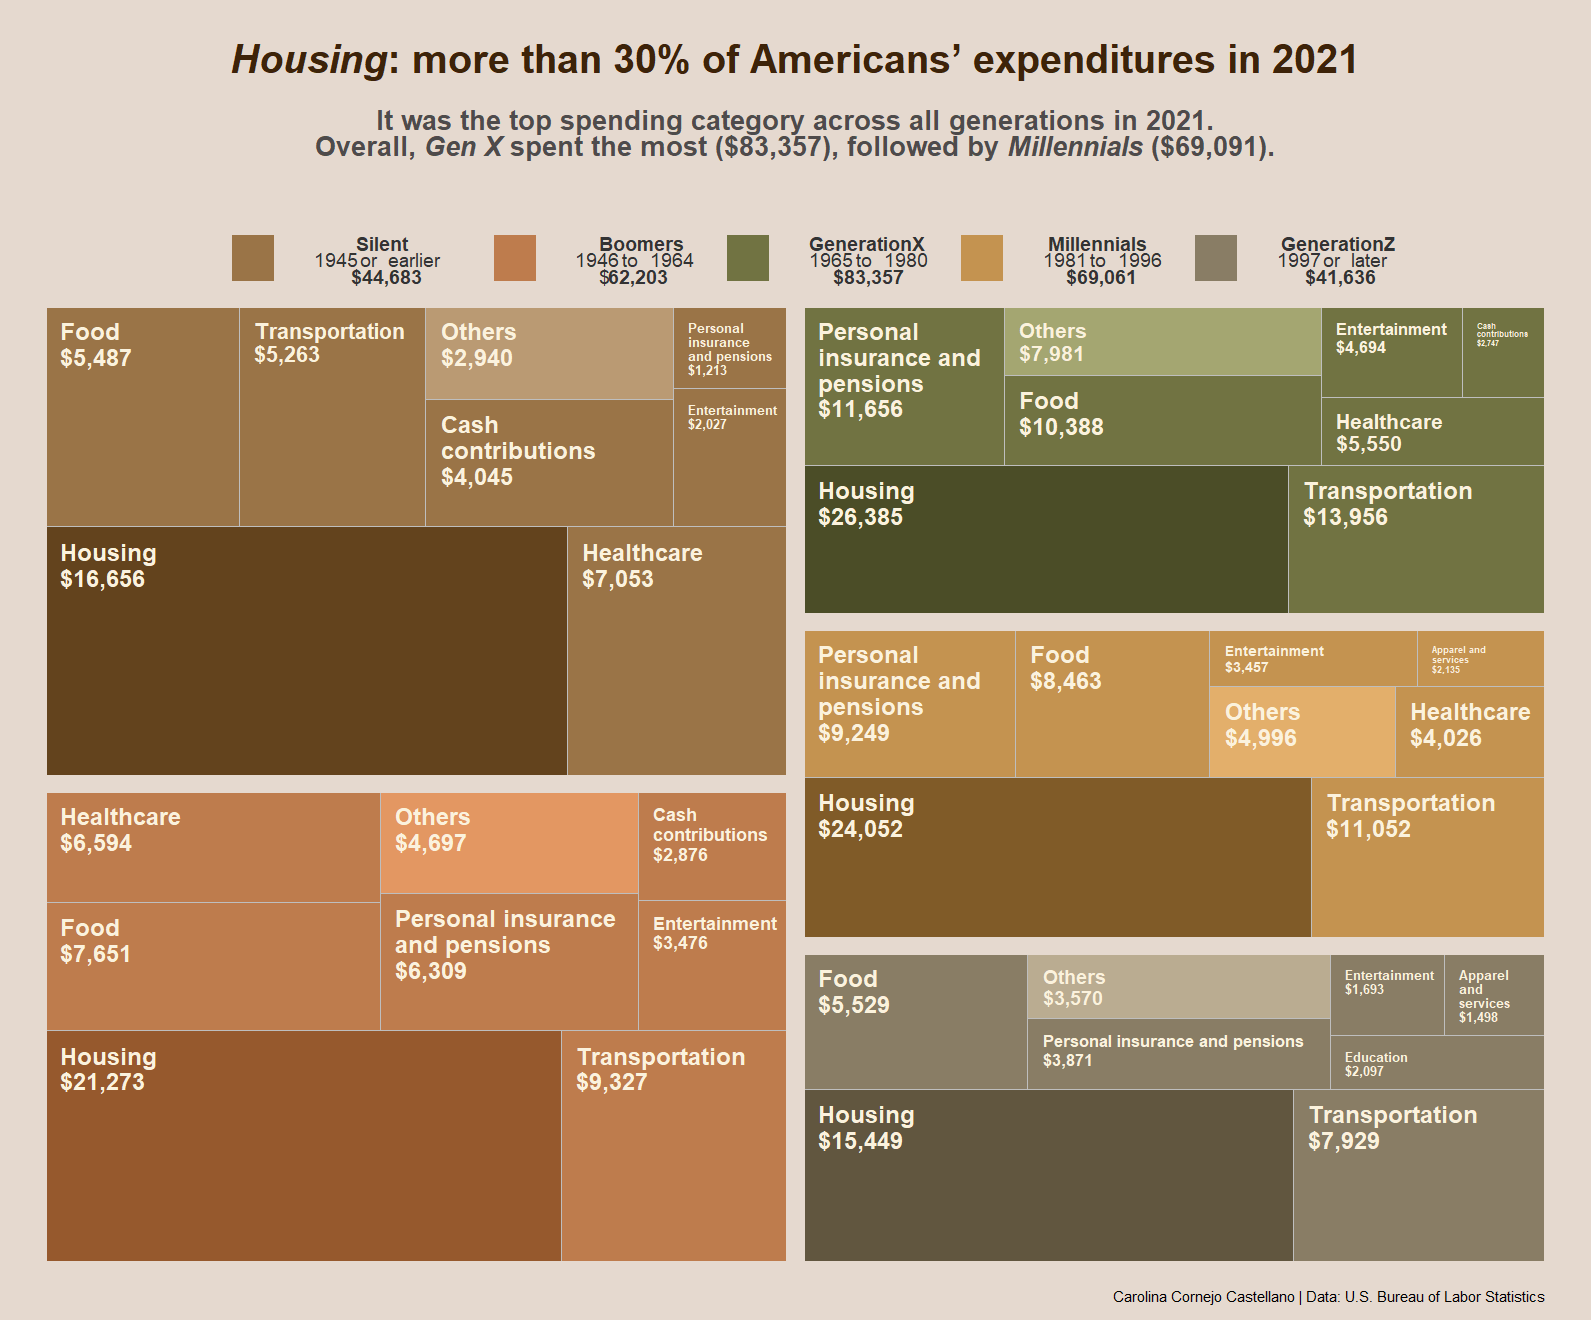 Housing: more than 30% of Americans’ expenditures in 2021
It was the top spending category across all generations in 2021.
Overall, Gen X spent the most ($83,357), followed by Millennials ($69,091).
Silent
1945 or earlier
$44,683
Boomers
1946 to 1964
$62,203
GenerationX
1965 to 1980
$83,357
Millennials
1981 to 1996
$69,061
GenerationZ
1997 or later
$41,636
Food
$5,487
Transportation
$5,263
Others
$2,940
Cash
contributions
$4,045
Personal
insurance
and pensions
$1,213
Entertainment
$2,027
Housing
$16,656
Healthcare
$7,053
Healthcare
$6,594
Food
$7,651
Others
$4,697
Personal insurance
and pensions
$6,309
Cash
contributions
$2,876
Entertainment
$3,476
Housing
$21,273
Transportation
$9,327
Personal
insurance and
pensions
$11,656
Others
$7,981
Food
$10,388
Entertainment
$4,694
Cash
contributions
$2,747
Healthcare
$5,550
Housing
$26,385
Transportation
$13,956
Personal
insurance and
pensions
$9,249
Food
$8,463
Entertainment
$3,457
Apparel and
services
$2,135
Others
$4,996
Healthcare
$4,026
Housing
$24,052
Transportation
$11,052
Food
$5,529
Others
$3,570
Personal insurance and pensions
$3,871
Entertainment
$1,693
Apparel
and
services
$1,498
Education
$2,097
Housing
$15,449
Transportation
$7,929
Carolina Cornejo Castellano | Data: U.S. Bureau of Labor Statistics